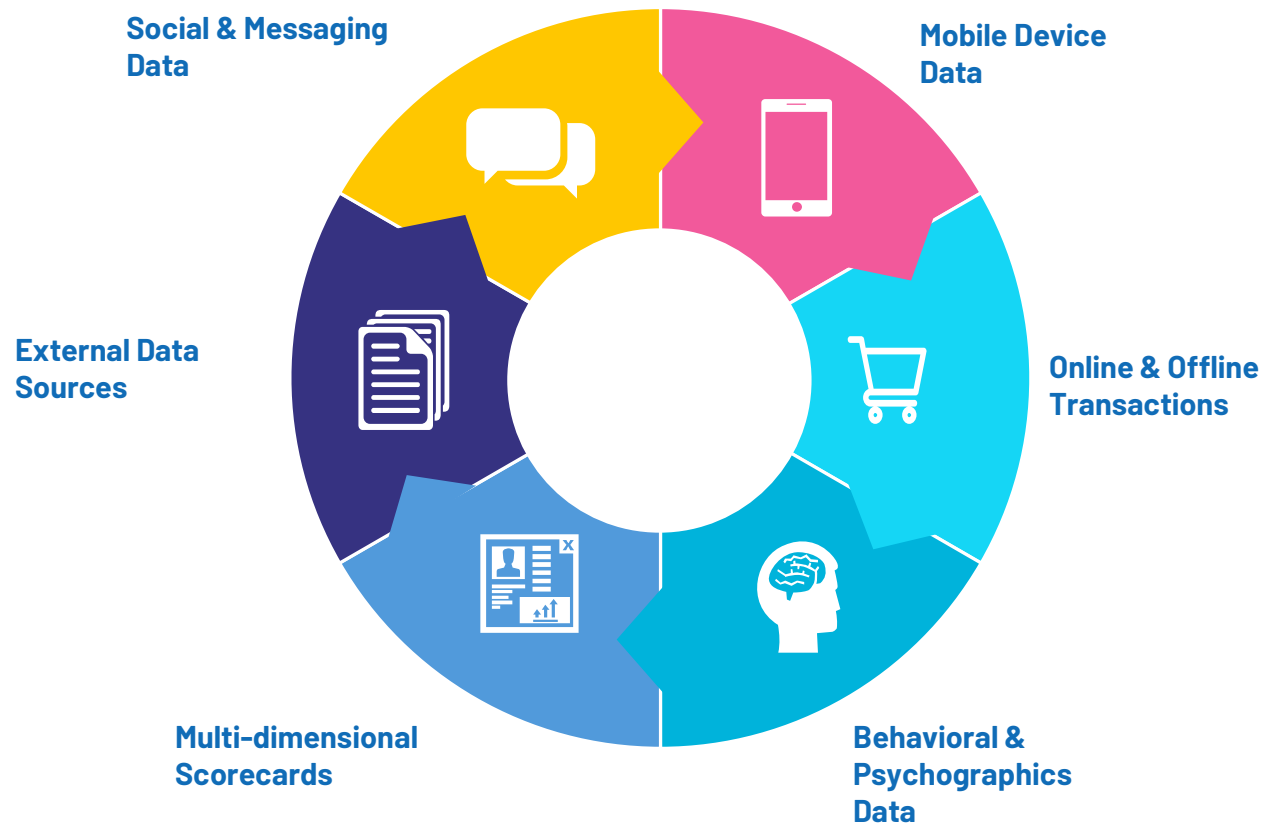 Social & Messaging
Data
Mobile Device
Data
External Data
Sources
Online & Offline
Transactions
X
Multi-dimensional
Scorecards
Behavioral &
Psychographics
Data